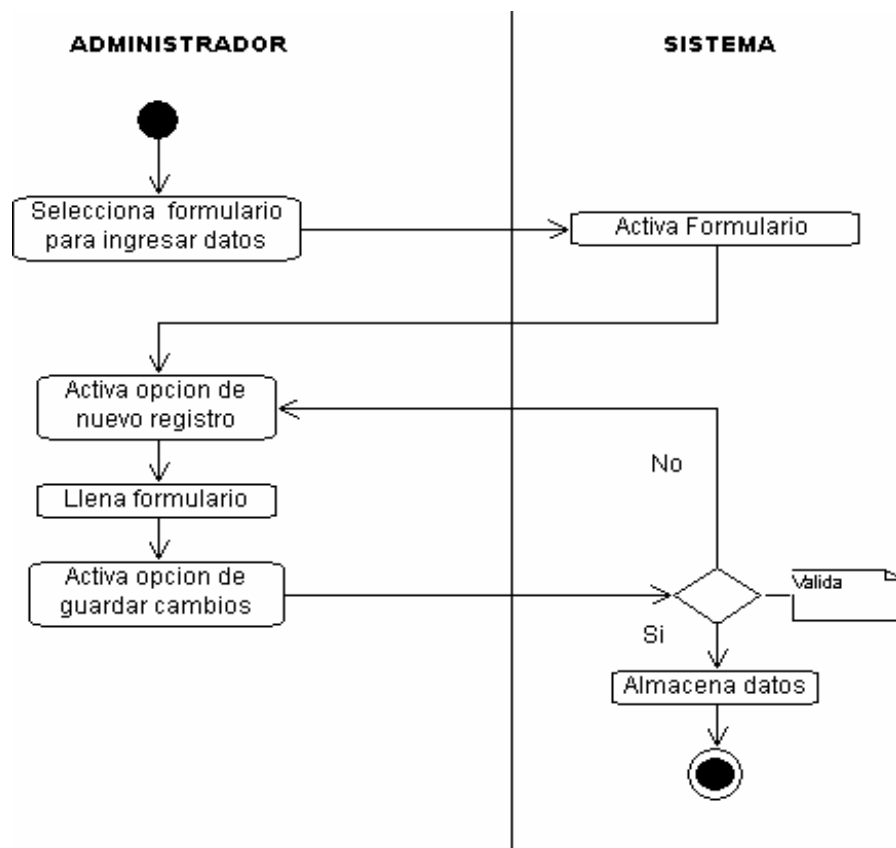 ADMINISTRADOR
SISTEMA
Selecciona formulario
para ingresar datos
Activa Formulario
Activa opcion de
nuevo registro
No
Llena formulario
Activa opcion de
guardar cambios
Valida
Si
Almacena datos